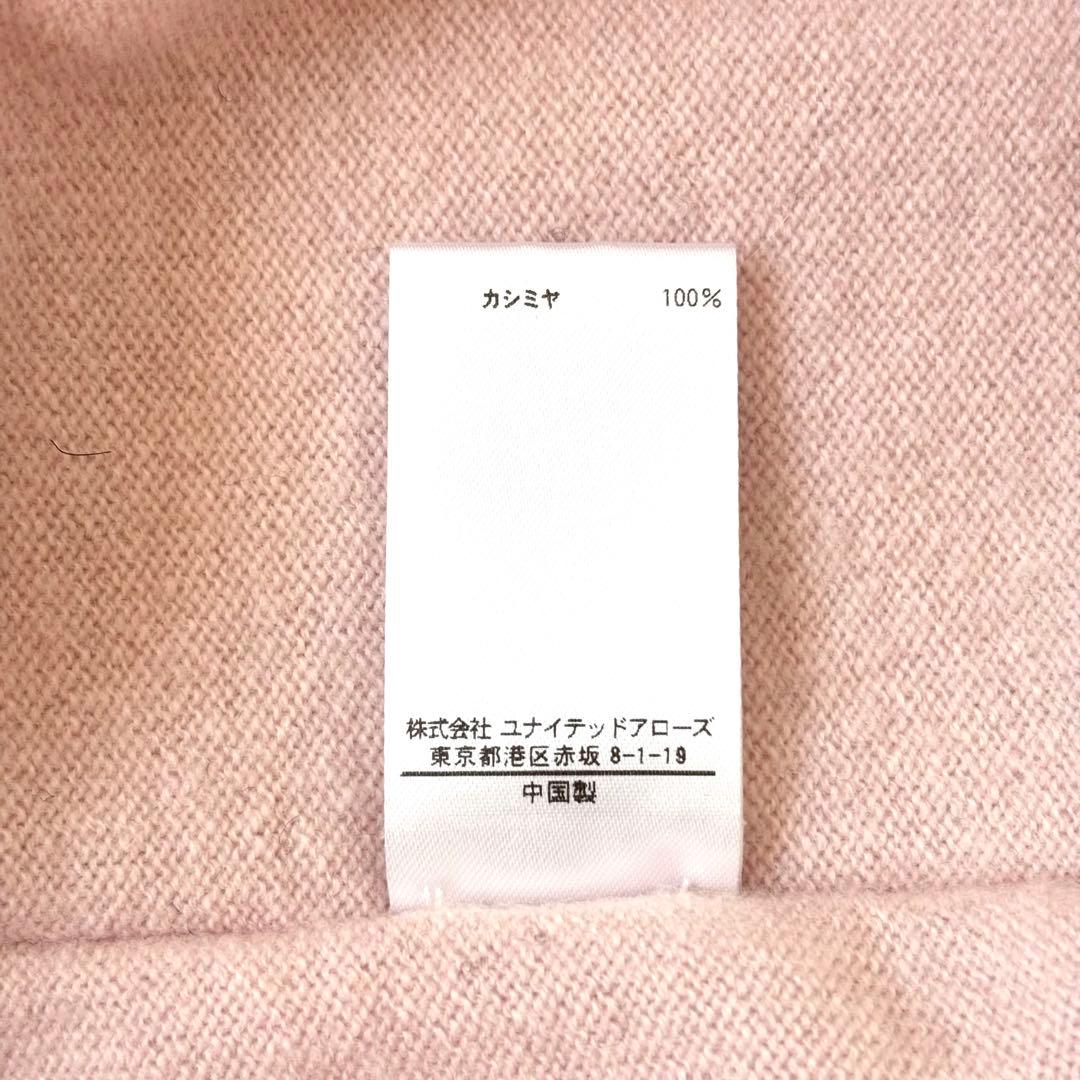 カシミヤ 100%
株式会社 ユナイテッドアローズ
東京都港区赤坂 8-1-19
中国製